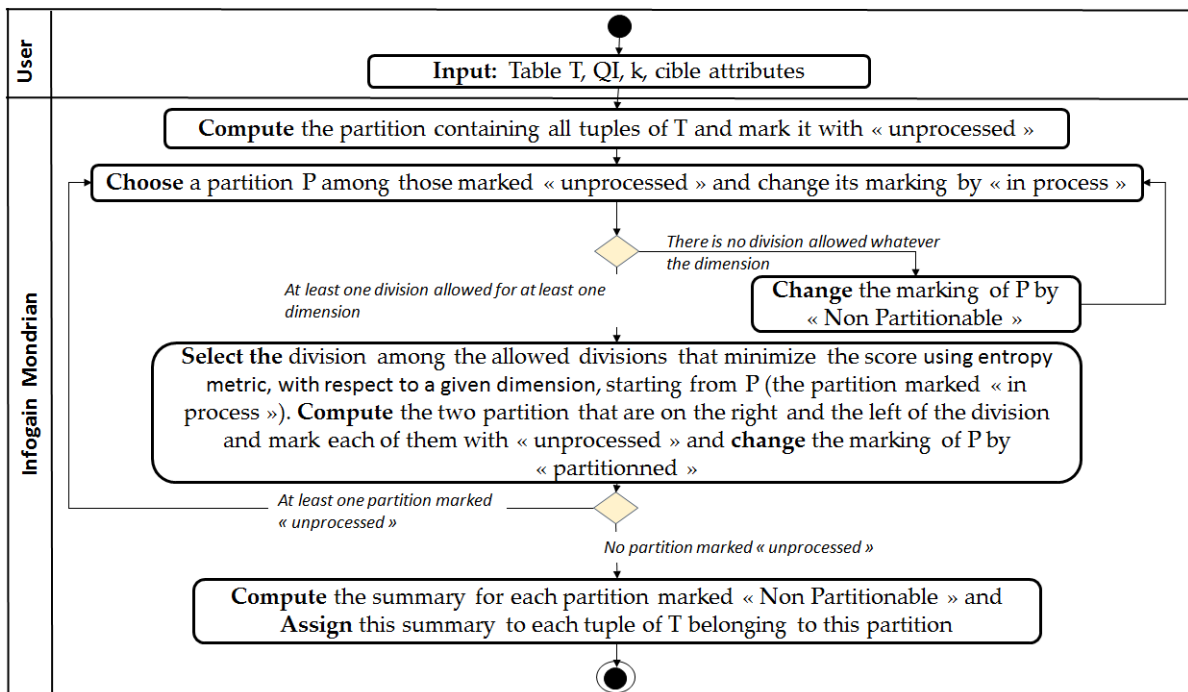 User
Input: Table T, QI, k, cible attributes
Infogain Mondrian
Compute the partition containing all tuples of T and mark it with « unprocessed »
Choose a partition P among those marked « unprocessed » and change its marking by « in process »
There is no division allowed whatever
the dimension
At least one division allowed for at least one
dimension
Change the marking of P by
« Non Partitionable »
Select the division among the allowed divisions that minimize the score using entropy
metric, with respect to a given dimension, starting from P (the partition marked « in
process »). Compute the two partition that are on the right and the left of the division
and mark each of them with « unprocessed » and change the marking of P by
« partitionned »
At least one partition marked
« unprocessed »
No partition marked « unprocessed »
Compute the summary for each partition marked « Non Partitionable » and
Assign this summary to each tuple of T belonging to this partition